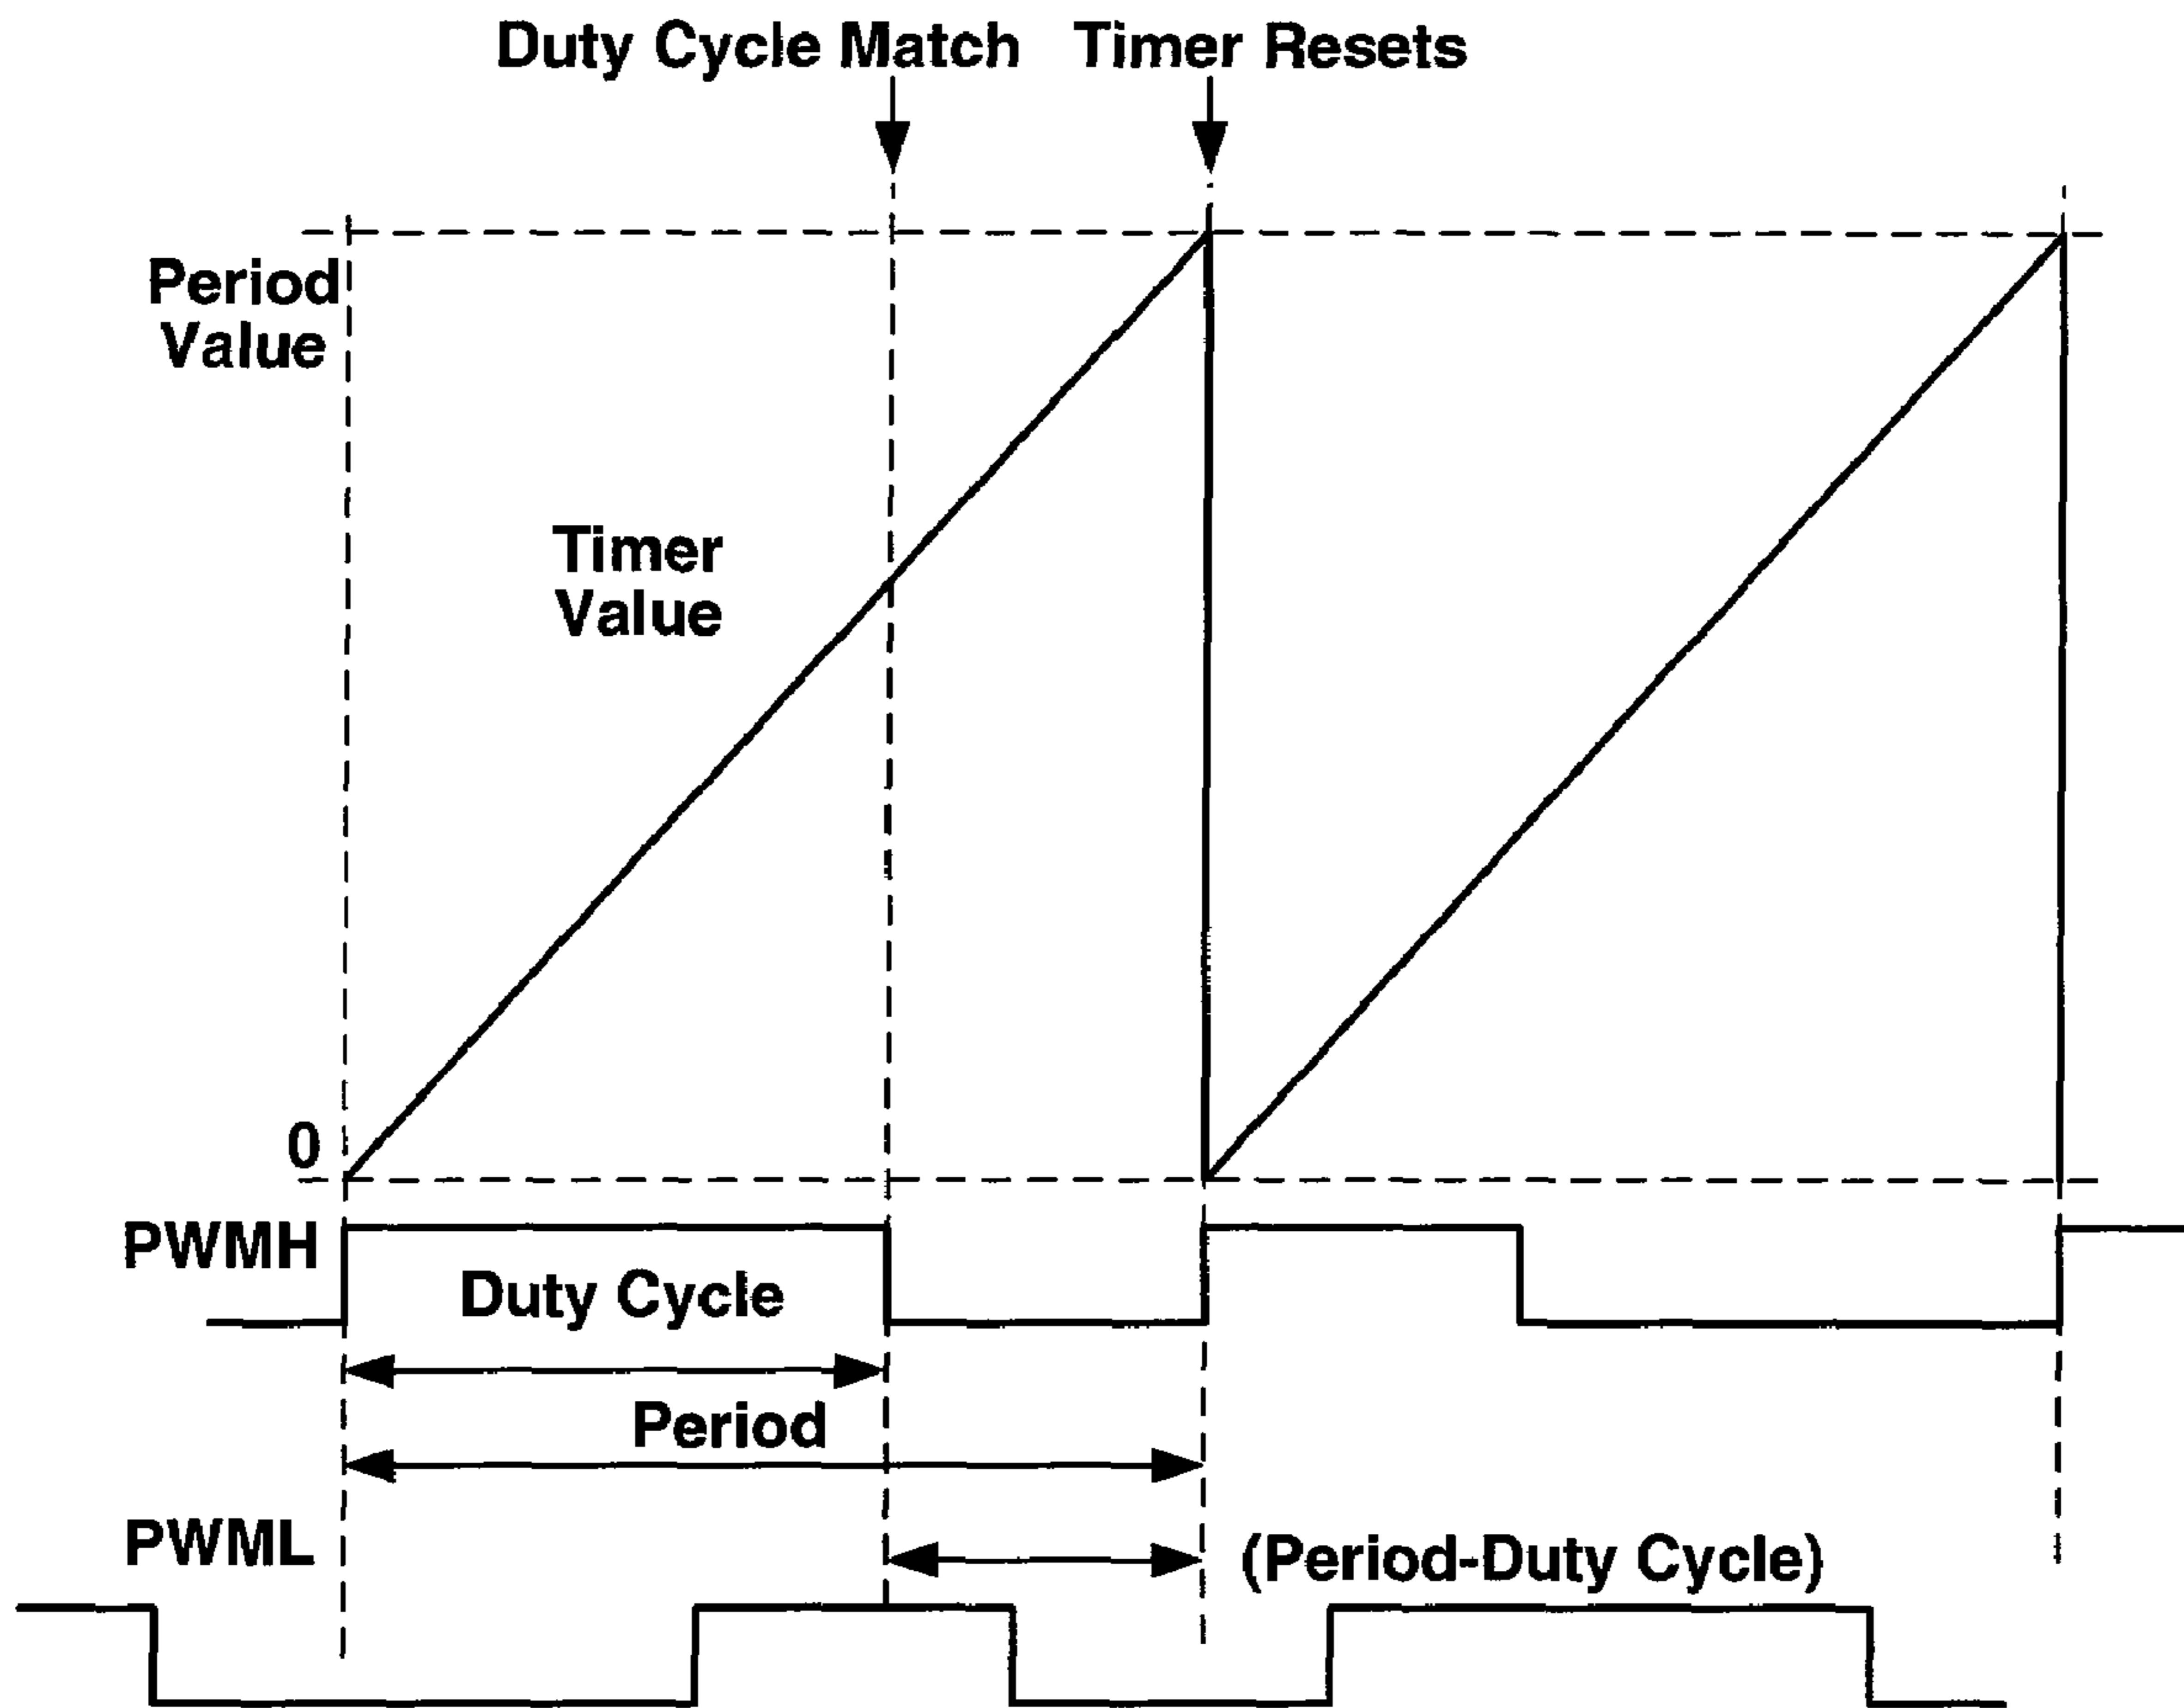 Duty Cycle Match
Timer Resets
Period
Value
Timer
Value
0
PWMH
Duty Cycle
Period
PWML
(Period-Duty Cycle)